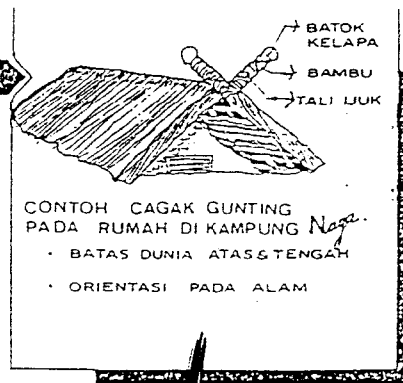 BATOK
KELAPA
BAMBU
TALI IJUK
CONTOH CAGAK GUNTING
PADA RUMAH DI KAMPUNG Naga.
• BATAS DUNIA ATAS & TENGAH
• ORIENTASI PADA ALAM